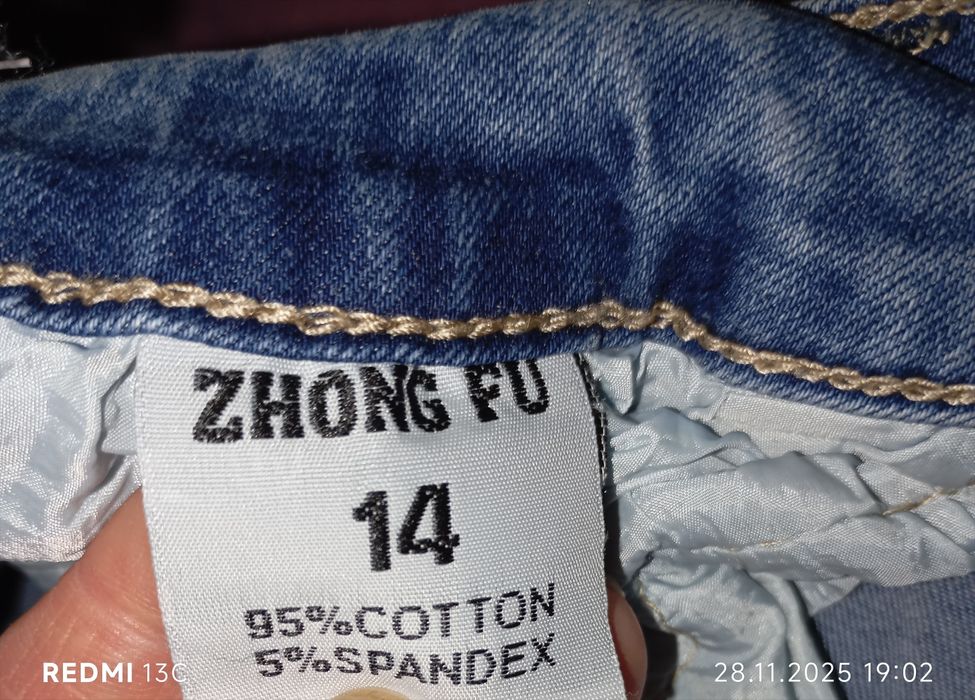 ZHONG FU
14
95%COTTON
5%SPANDEX
REDMI 13C
28.11.2025 19:02